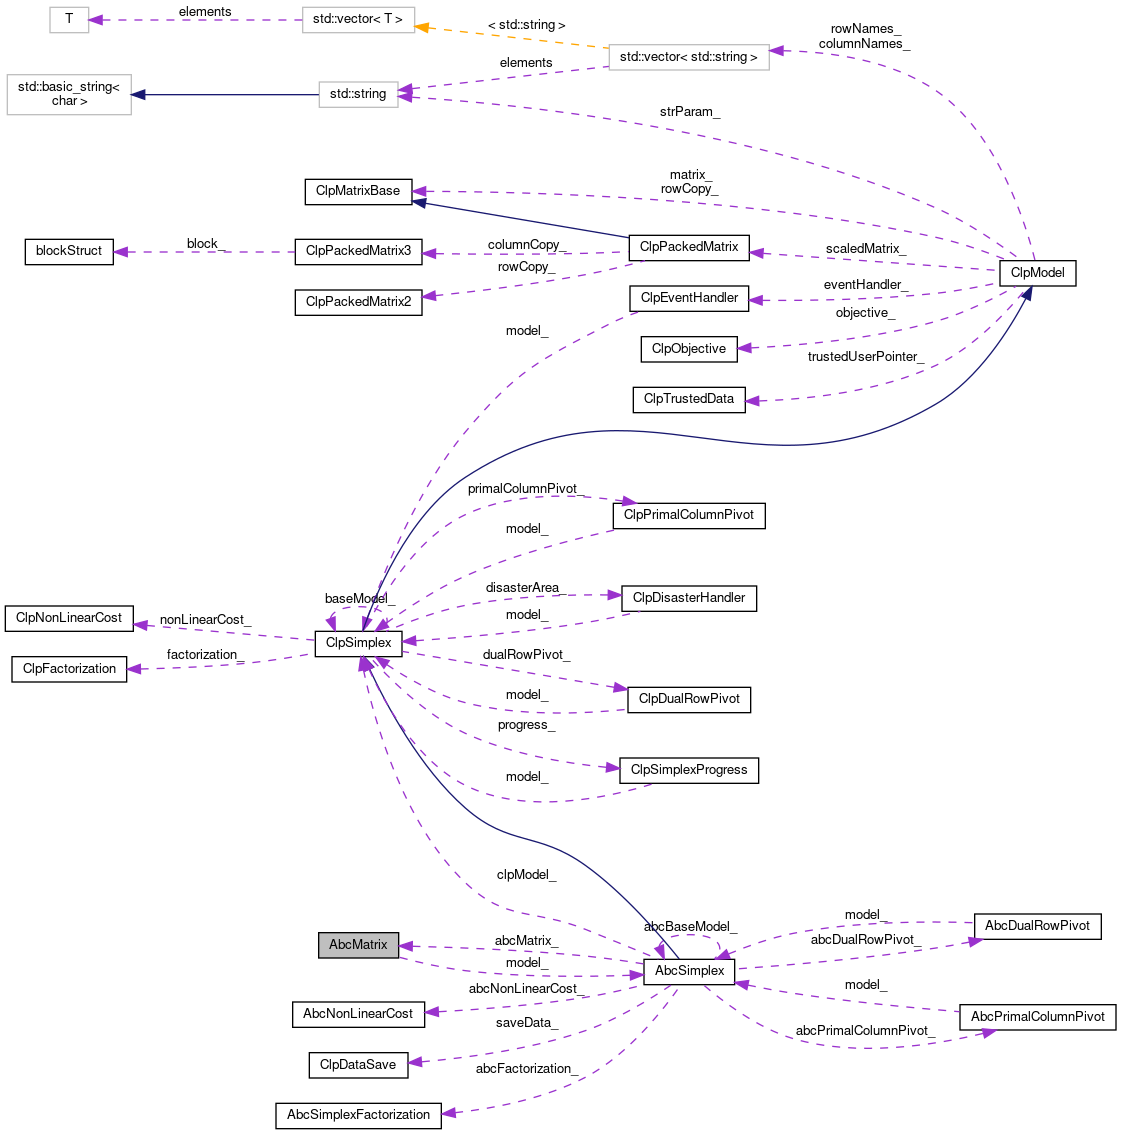 T
elements
std::vector< T >
< std::string >
rowNames_
columnNames_
std::vector< std::string >
elements
std::basic_string<
char >
std::string
strParam_
matrix_
rowCopy_
ClpMatrixBase
blockStruct
block_
ClpPackedMatrix3
columnCopy_
rowCopy_
ClpPackedMatrix
scaledMatrix_
ClpModel
ClpPackedMatrix2
ClpEventHandler
eventHandler_
objective_
model_
ClpObjective
trustedUserPointer_
ClpTrustedData
primalColumnPivot_
ClpPrimalColumnPivot
model_
disasterArea_
ClpDisasterHandler
baseModel_
model_
ClpNonLinearCost
nonLinearCost_
ClpSimplex
ClpFactorization
factorization_
dualRowPivot_
model_
ClpDualRowPivot
progress_
ClpSimplexProgress
model_
clpModel_
abcBaseModel_
model_
AbcDualRowPivot
abcDualRowPivot_
AbcMatrix
abcMatrix_
model_
AbcSimplex
abcNonLinearCost_
model_
AbcNonLinearCost
AbcPrimalColumnPivot
saveData_
abcPrimalColumnPivot_
ClpDataSave
abcFactorization_
AbcSimplexFactorization